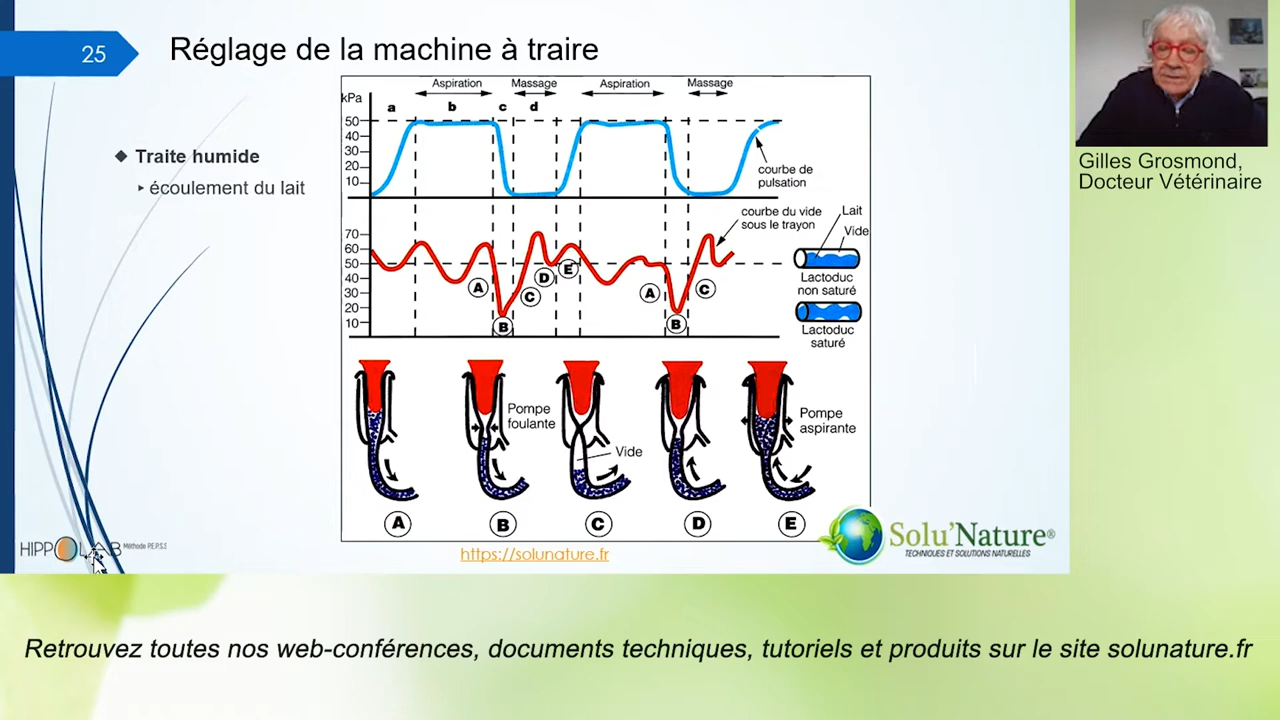 25
Réglage de la machine à traire
Traite humide
écoulement du lait
Aspiration
Massage
Aspiration
Massage
kPa
a
b
c
d
50
40
30
20
10
courbe de
pulsation
70
60
50
40
30
20
10
courbe du vide
sous le trayon
A
B
C
D
E
A
B
C
Lait
Vide
Lactoduc
non saturé
Lactoduc
saturé
Pompe
foulante
Vide
Pompe
aspirante
A
B
C
D
E
HIPPOLAB Méthode P.E.P.S.S
https://solunature.fr
Solu'Nature®
TECHNIQUES ET SOLUTIONS NATURELLES
Gilles Grosmond,
Docteur Vétérinaire
Retrouvez toutes nos web-conférences, documents techniques, tutoriels et produits sur le site solunature.fr